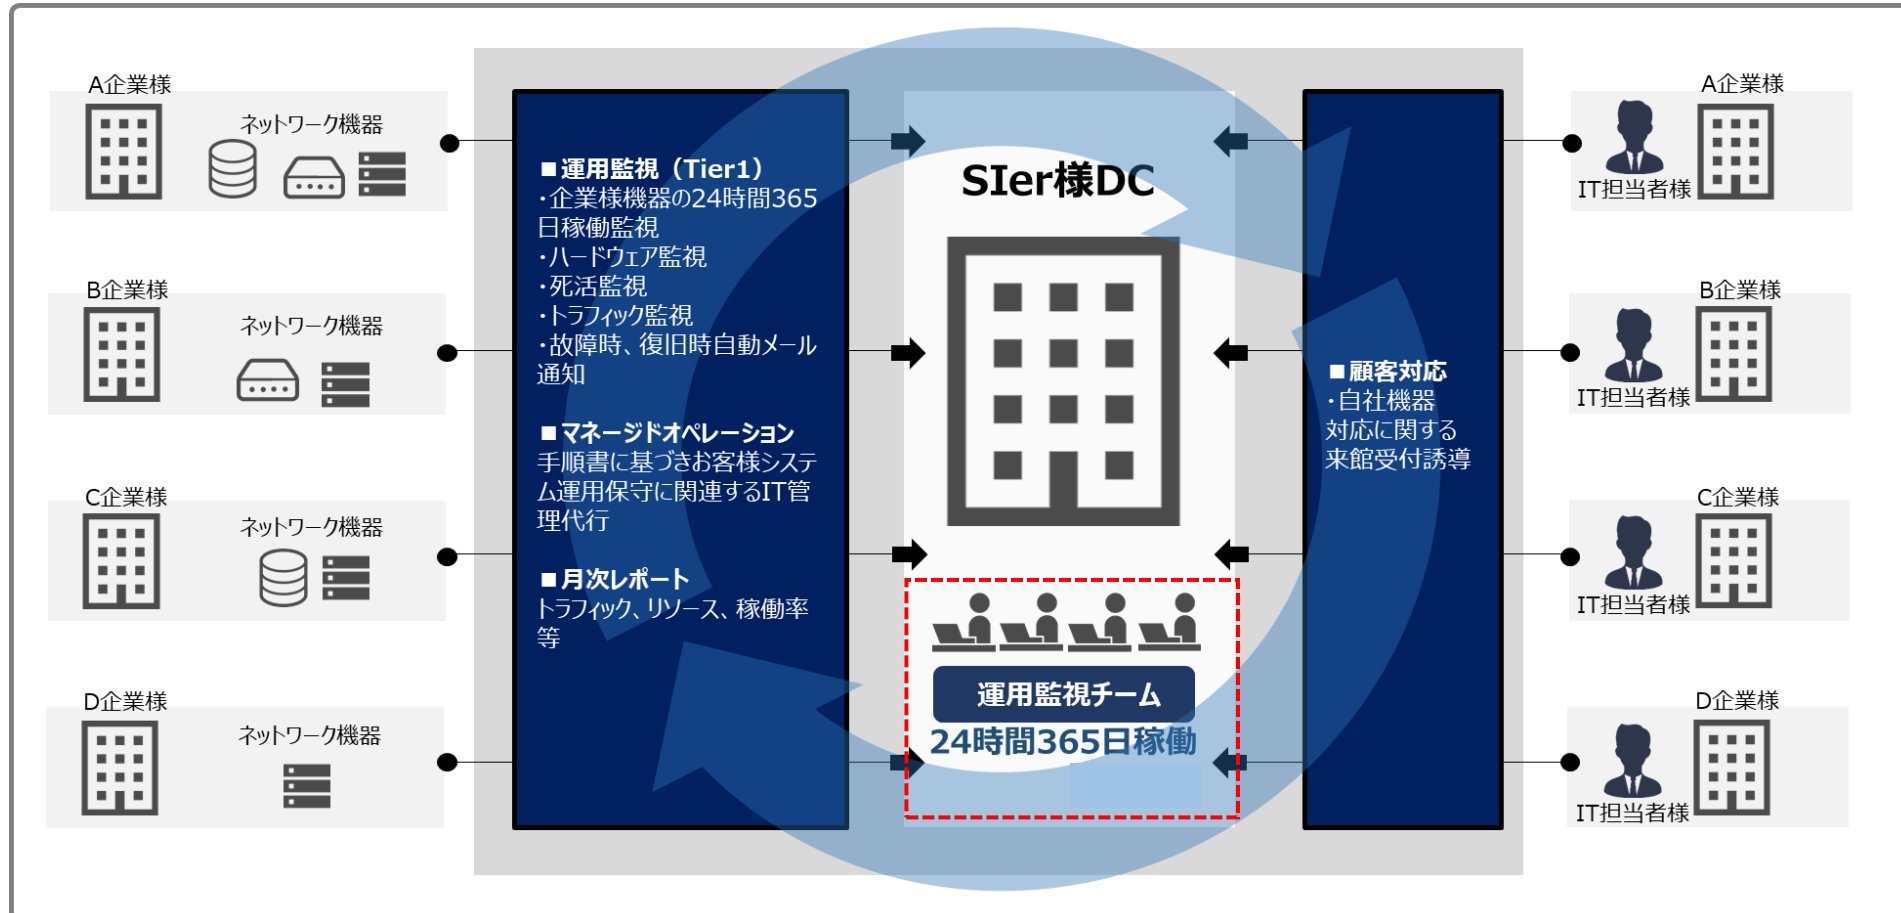 A企業様
ネットワーク機器
B企業様
ネットワーク機器
C企業様
ネットワーク機器
D企業様
ネットワーク機器
■運用監視（Tier1）
・企業様機器の24時間365
日稼働監視
・ハードウェア監視
・死活監視
・トラフィック監視
・故障時、復旧時自動メール
通知
■マネージドオペレーション
手順書に基づきお客様システ
ム運用保守に関連するIT管
理代行
■月次レポート
トラフィック、リソース、稼働率
等
SIer様DC
運用監視チーム
24時間365日稼働
■顧客対応
・自社機器
対応に関する
来館受付誘導
A企業様
IT担当者様
B企業様
IT担当者様
C企業様
IT担当者様
D企業様
IT担当者様